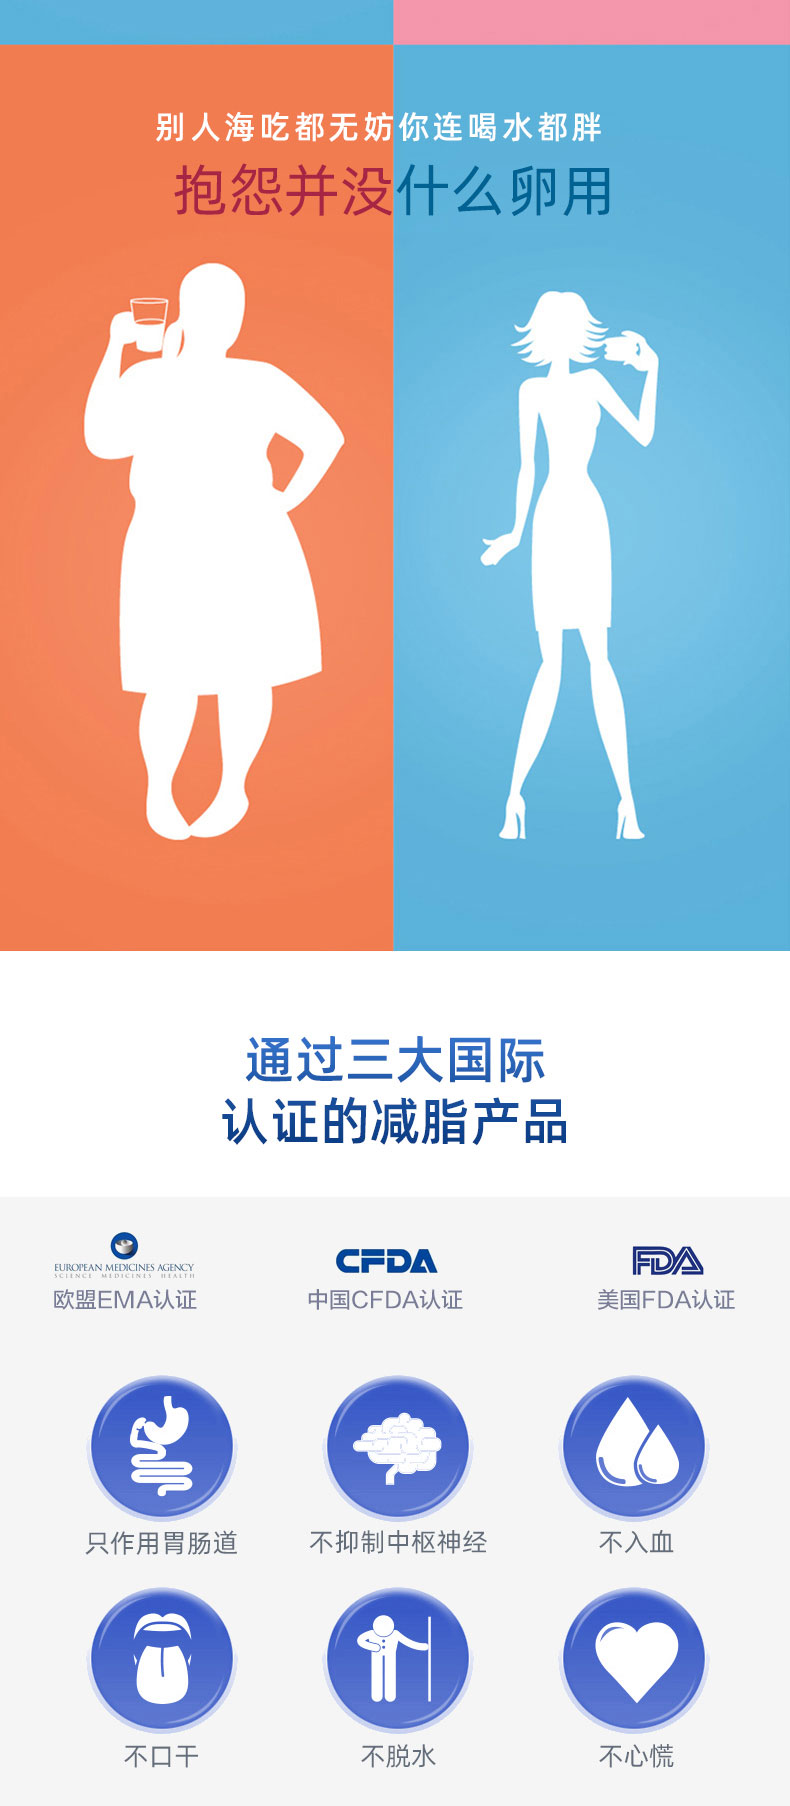 别人海吃都无妨你连喝水都胖
抱怨并没什么卵用
通过三大国际
认证的减脂产品
EUROPEAN MEDICINES AGENCY
SCIENCE MEDICINES HEALTH
欧盟EMA认证
CFDA
中国CFDA认证
FDA
美国FDA认证
只作用胃肠道
不抑制中枢神经
不入血
不口干
不脱水
不心慌